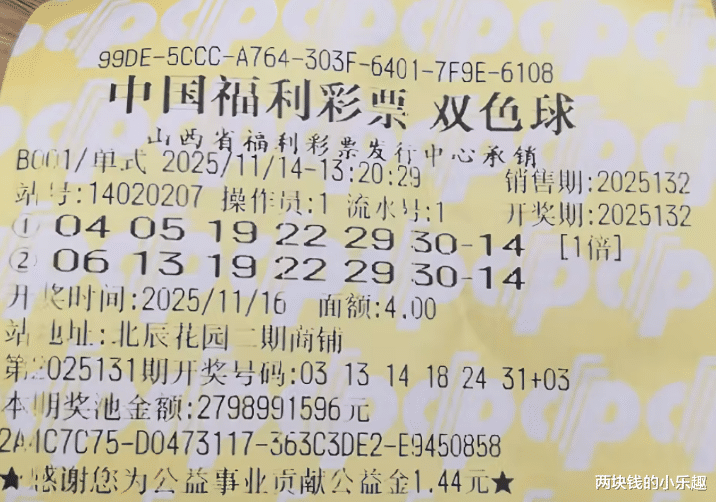 99DE-5CCC-A764-303F-6401-7F9E-6108
中国福利彩票 双色球
山西省福利彩票发行中心承销
B001/单式 2025/11/14-13:20:29 销售期:2025132
站号:14020207 操作员:1 流水号:1 开奖期:2025132
① 04 05 19 22 29 30-14 [1倍]
② 06 13 19 22 29 30-14
开奖时间:2025/11/16 面额:4.00
站地址:北辰花园二期商铺
第2025131期开奖号码:03 13 14 18 24 31+03
本期奖池金额:2798991596元
2A4C7C75-D0473117-363C3DE2-E9450858
★感谢您为公益事业贡献公益金1.44元★
两块钱的小乐趣